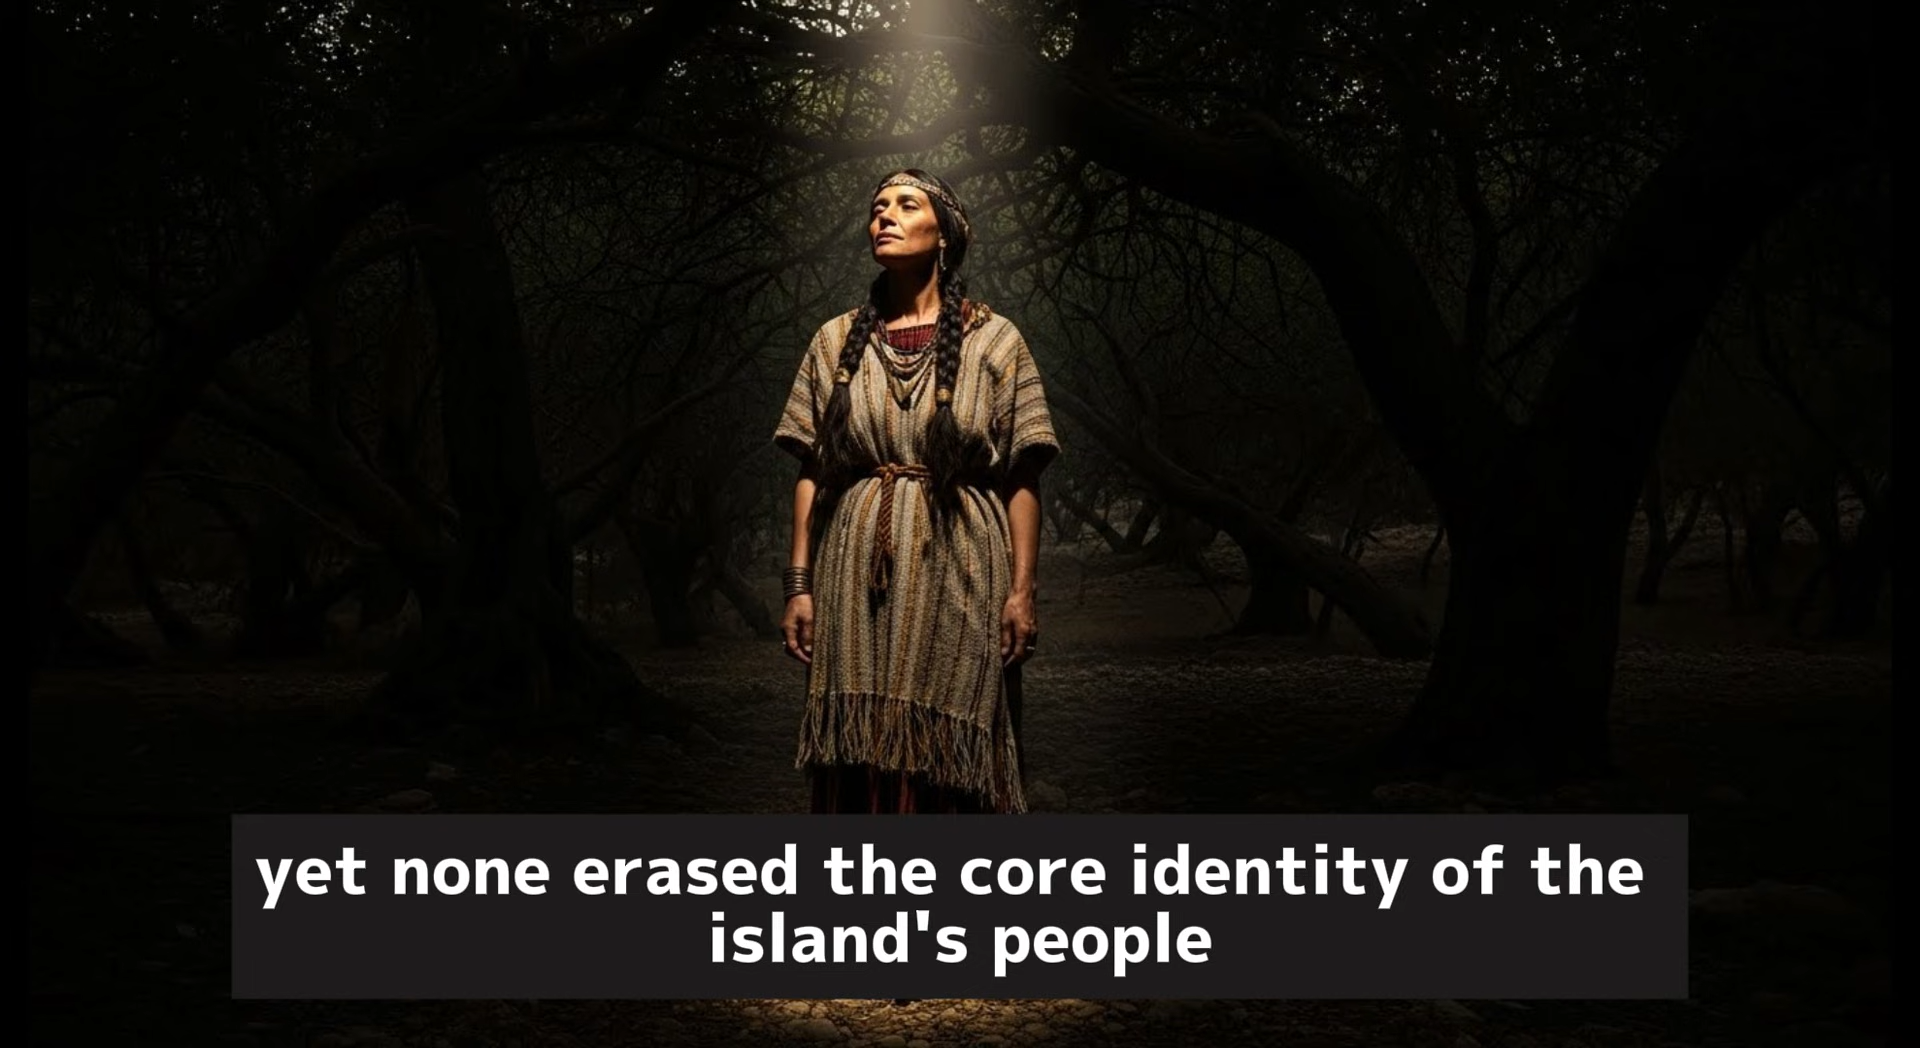 yet none erased the core identity of the
island's people